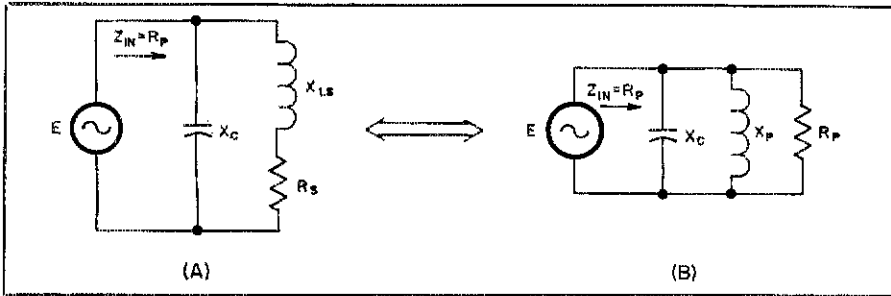 Z_IN = R_P
X_LS
E
X_C
R_S
(A)
Z_IN = R_P
E
X_C
X_P
R_P
(B)